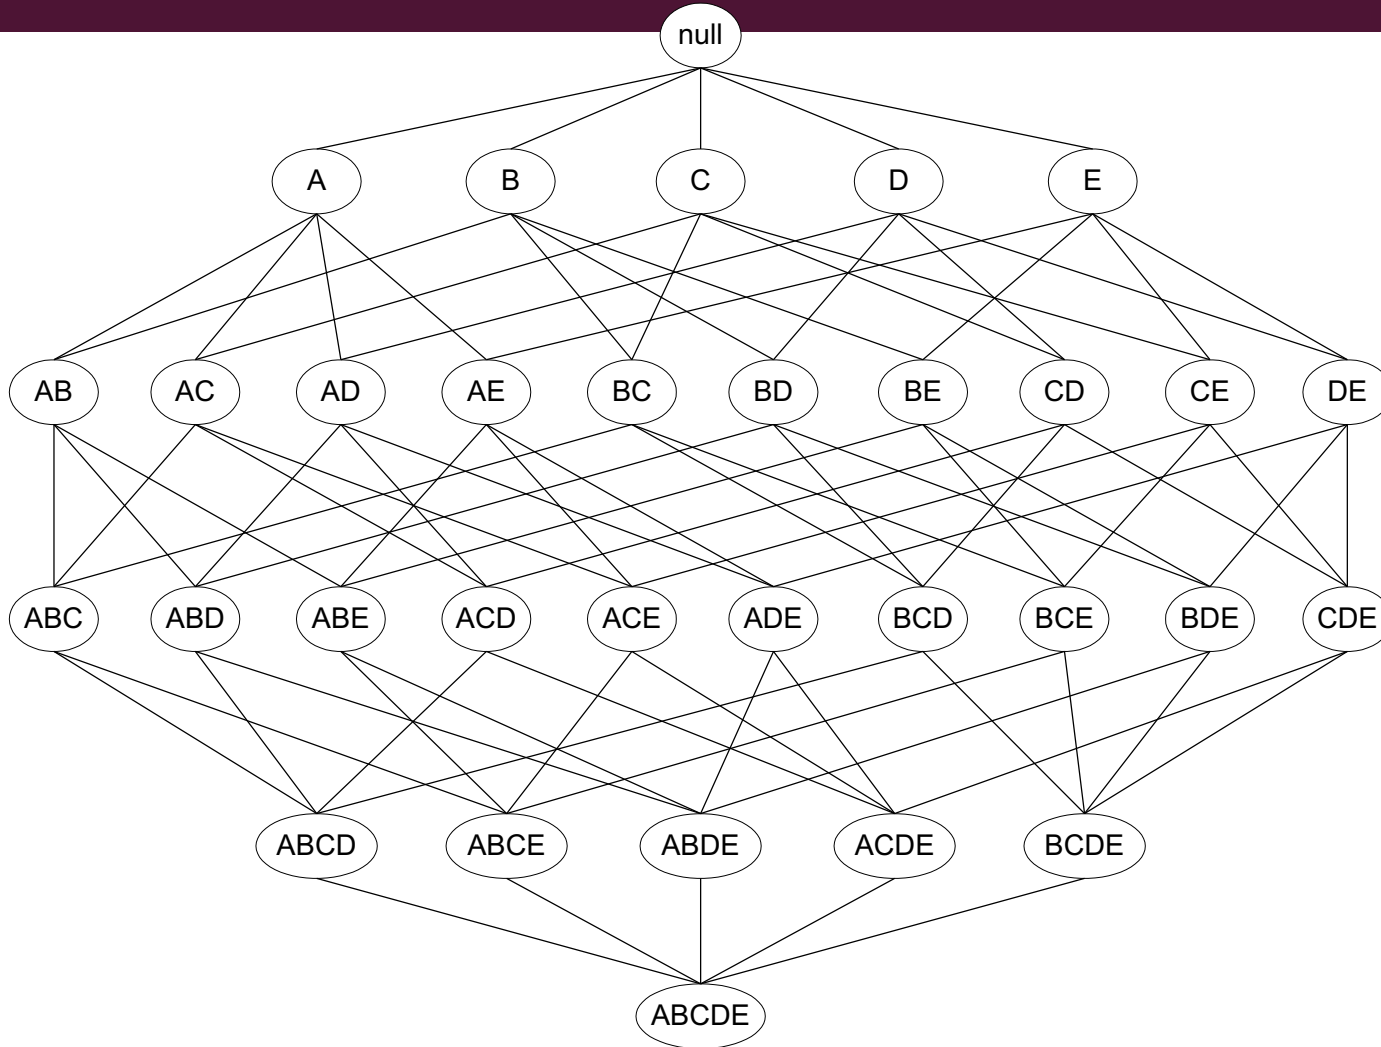 null
A B C D E
AB AC AD AE BC BD BE CD CE DE
ABC ABD ABE ACD ACE ADE BCD BCE BDE CDE
ABCD ABCE ABDE ACDE BCDE
ABCDE